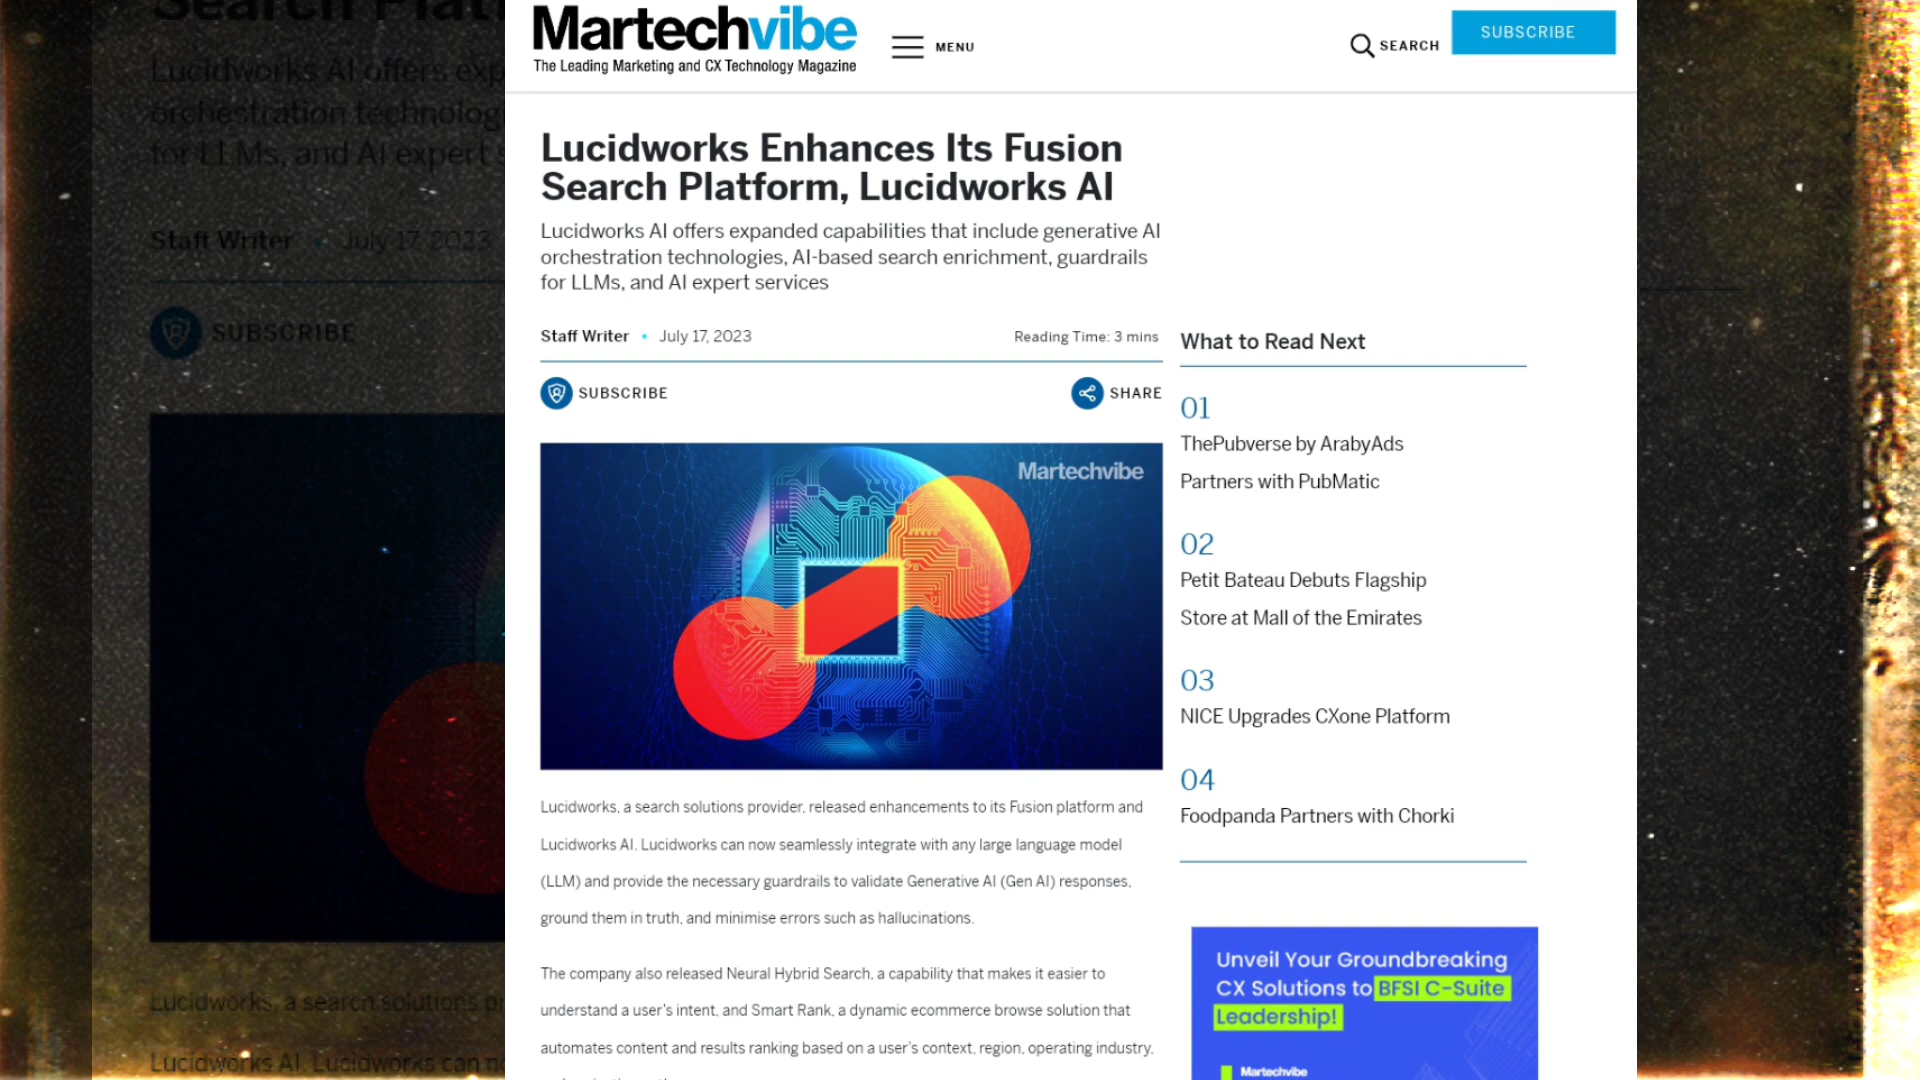 Martechvibe
The Leading Marketing and CX Technology Magazine
MENU
SEARCH
SUBSCRIBE
Lucidworks Enhances Its Fusion
Search Platform, Lucidworks AI
Lucidworks AI offers expanded capabilities that include generative AI
orchestration technologies, AI-based search enrichment, guardrails
for LLMs, and AI expert services
Staff Writer • July 17, 2023
Reading Time: 3 mins
SUBSCRIBE
SHARE
Martechvibe
Lucidworks, a search solutions provider, released enhancements to its Fusion platform and
Lucidworks AI. Lucidworks can now seamlessly integrate with any large language model
(LLM) and provide the necessary guardrails to validate Generative AI (Gen AI) responses,
ground them in truth, and minimise errors such as hallucinations.
The company also released Neural Hybrid Search, a capability that makes it easier to
understand a user's intent, and Smart Rank, a dynamic ecommerce browse solution that
automates content and results ranking based on a user's context, region, operating industry,
What to Read Next
01
ThePubverse by ArabyAds
Partners with PubMatic
02
Petit Bateau Debuts Flagship
Store at Mall of the Emirates
03
NICE Upgrades CXone Platform
04
Foodpanda Partners with Chorki
Unveil Your Groundbreaking
CX Solutions to BFSI C-Suite
Leadership!
Martechvibe
Search Plat
Lucidworks AI offers exp
orchestration technolog
for LLMs, and AI expert s
Staff Writer • July 17, 2023
SUBSCRIBE
Lucidworks, a search solutions pr
Lucidworks AI. Lucidworks can no